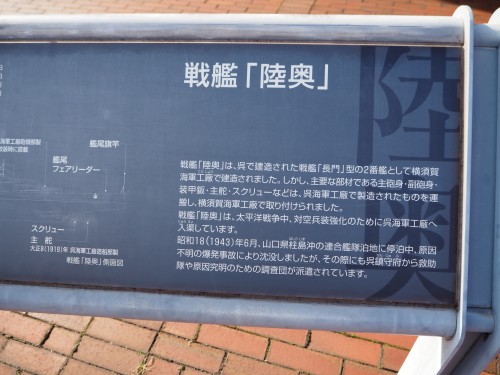 戦艦「陸奥」
陸奥
戦艦「陸奥」は、呉で建造された戦艦「長門」型の2番艦として横須賀
海軍工廠で建造されました。しかし、主要な部材である主砲身・副砲身・
装甲鈑・主舵・スクリューなどは、呉海軍工廠で製造されたものを運
搬し、横須賀海軍工廠で取り付けられました。
戦艦「陸奥」は、太平洋戦争中、対空兵装強化のために呉海軍工廠へ
入渠しています。
昭和18(1943)年6月、山口県柱島沖の連合艦隊泊地に停泊中、原因
不明の爆発事故により沈没しましたが、その際にも呉鎮守府から救助
隊や原因究明のための調査団が派遣されています。
艦尾旗竿
艦尾
フェアリーダー
スクリュー
主 舵
大正8(1919)年 呉海軍工廠造船部製
戦艦「陸奥」側面図